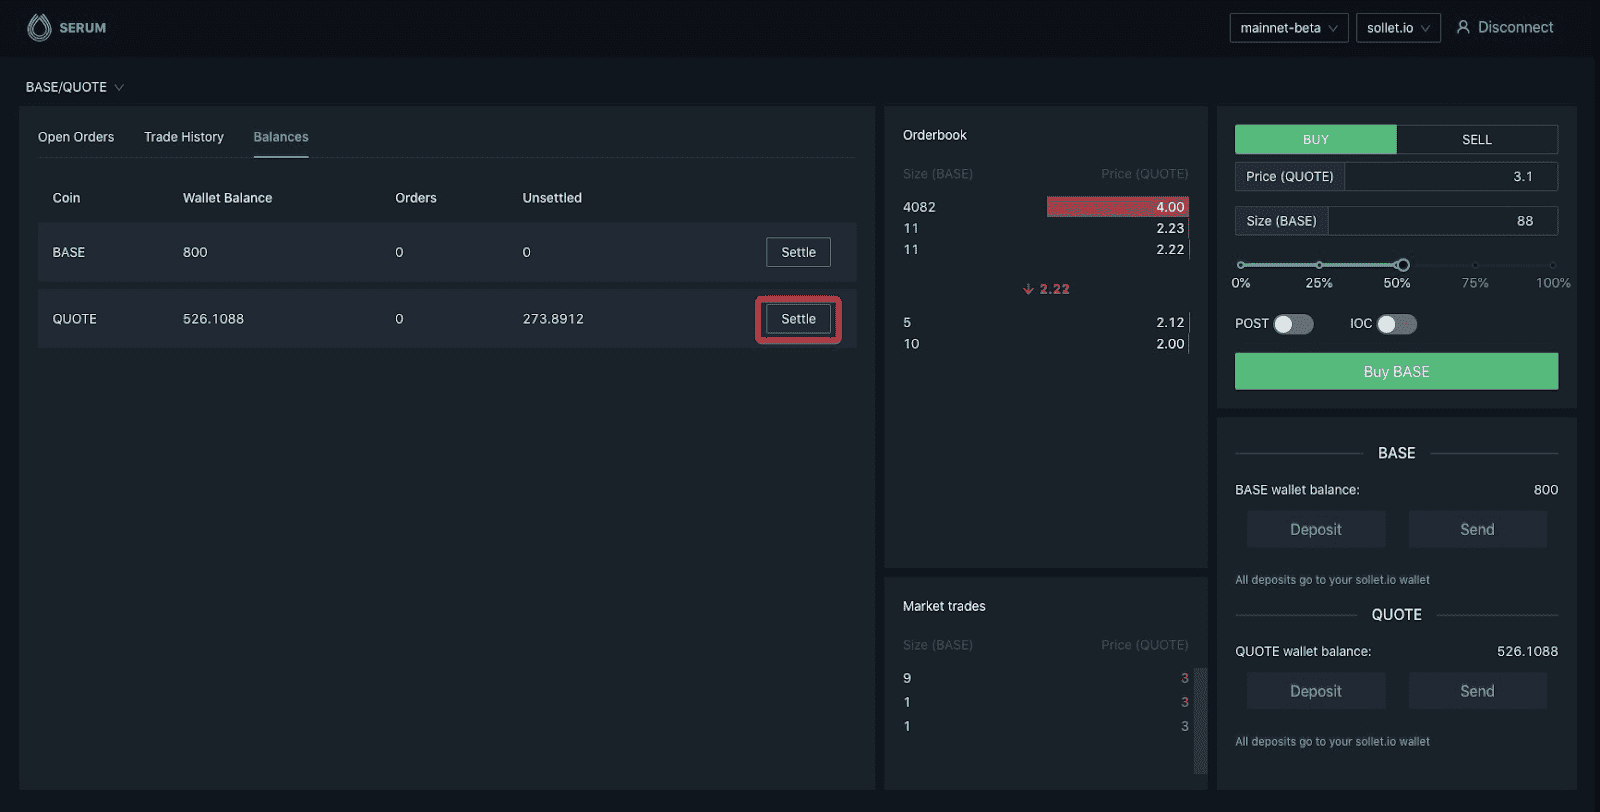 SERUM
mainnet-beta sollet.io Disconnect
BASE/QUOTE
Open Orders Trade History Balances
Coin Wallet Balance Orders Unsettled
BASE 800 0 0 Settle
QUOTE 526.1088 0 273.8912 Settle
Orderbook
Size (BASE) Price (QUOTE)
4082 4.00
11 2.23
11 2.22
↓ 2.22
5 2.12
10 2.00
Market trades
Size (BASE) Price (QUOTE)
9 3
1 3
1 3
BUY SELL
Price (QUOTE) 3.1
Size (BASE) 88
0% 25% 50% 75% 100%
POST IOC
Buy BASE
BASE
BASE wallet balance: 800
Deposit Send
All deposits go to your sollet.io wallet
QUOTE
QUOTE wallet balance: 526.1088
Deposit Send
All deposits go to your sollet.io wallet